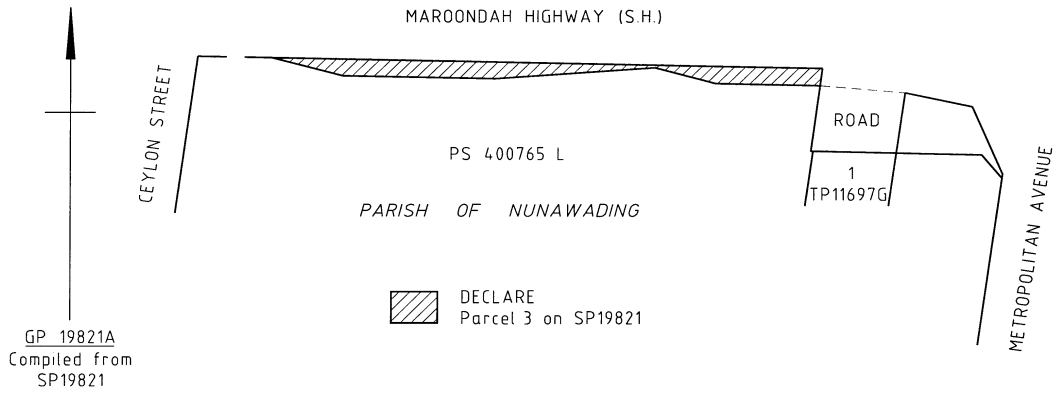 MAROONDAH HIGHWAY (S.H.)
CEYLON STREET
ROAD
PS 400765 L
1
TP11697G
PARISH OF NUNAWADING
METROPOLITAN AVENUE
DECLARE
Parcel 3 on SP19821
GP 19821A
Compiled from
SP19821